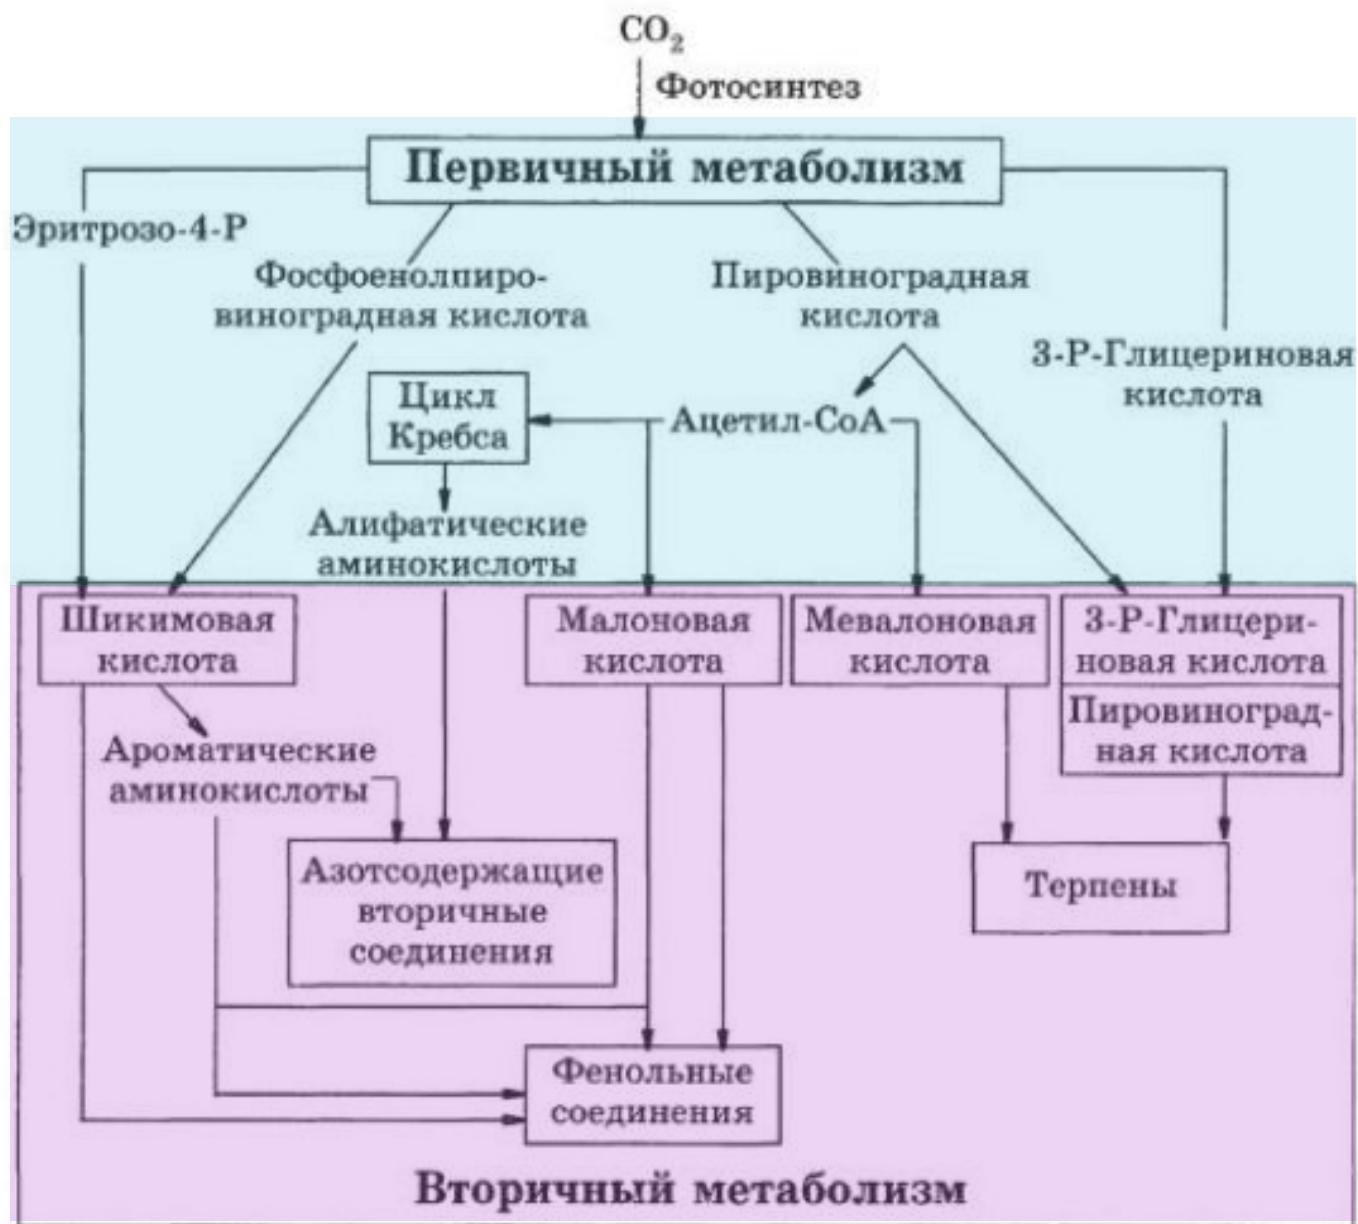 CO₂
Фотосинтез
Первичный метаболизм
Эритрозо-4-Р
Фосфоенолпиро-
виноградная кислота
Пировиноградная
кислота
3-Р-Глицериновая
кислота
Цикл
Кребса
Ацетил-СоА
Алифатические
аминокислоты
Шикимовая
кислота
Малоновая
кислота
Мевалоновая
кислота
3-Р-Глицери-
новая кислота
Пировиноград-
ная кислота
Ароматические
аминокислоты
Азотсодержащие
вторичные
соединения
Терпены
Фенольные
соединения
Вторичный метаболизм